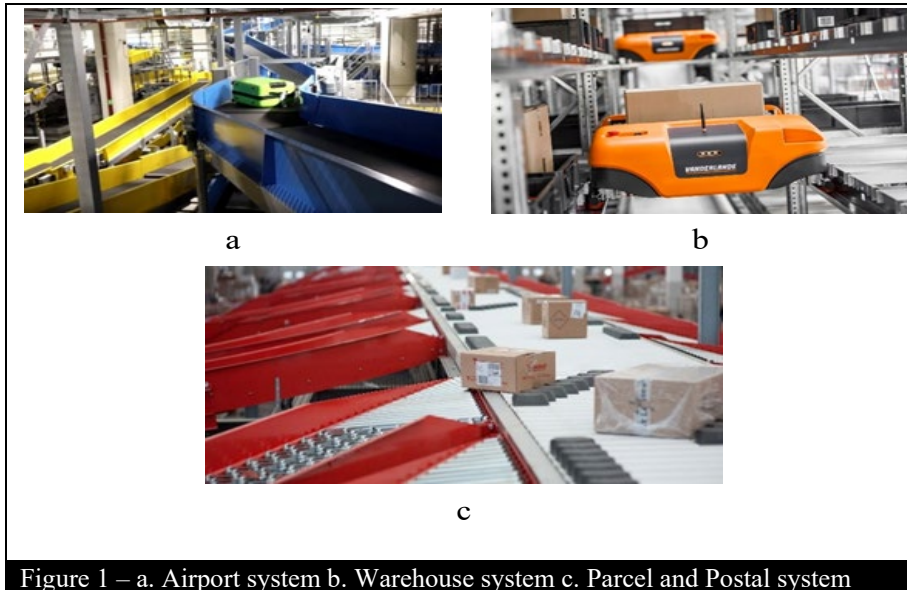 VANDERLANDE
a
b
c
Figure 1 – a. Airport system b. Warehouse system c. Parcel and Postal system